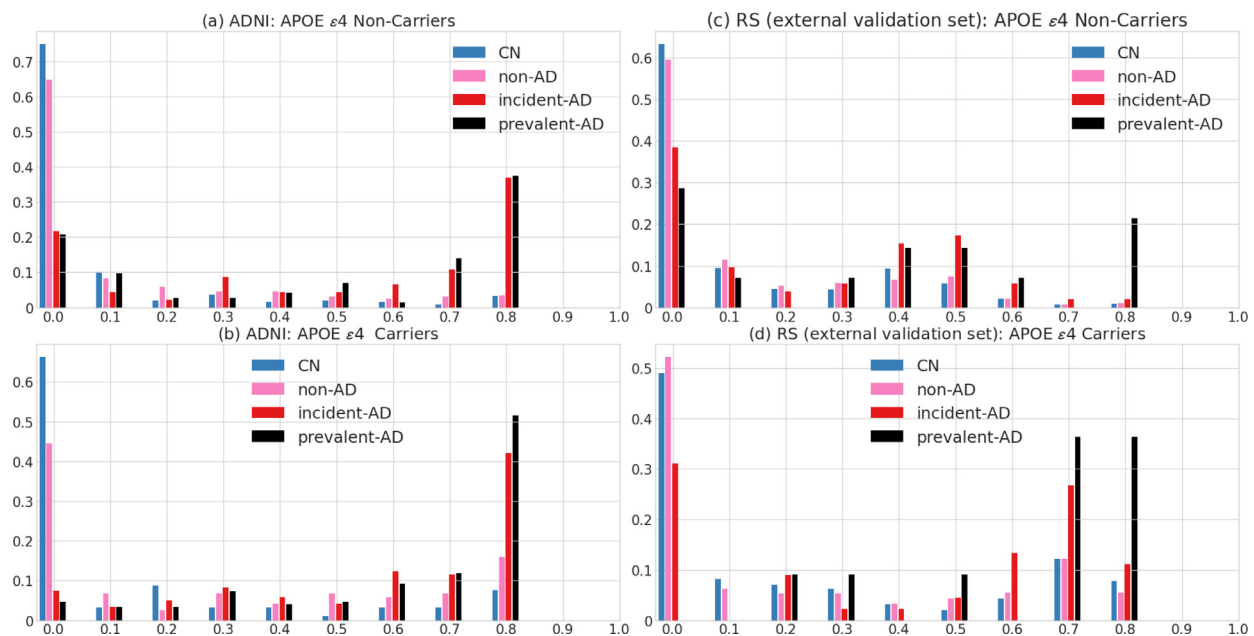 (a) ADNI: APOE ε4 Non-Carriers
CN
non-AD
incident-AD
prevalent-AD
0.7
0.6
0.5
0.4
0.3
0.2
0.1
0
0.0 0.1 0.2 0.3 0.4 0.5 0.6 0.7 0.8 0.9 1.0
(c) RS (external validation set): APOE ε4 Non-Carriers
CN
non-AD
incident-AD
prevalent-AD
0.6
0.5
0.4
0.3
0.2
0.1
0
0.0 0.1 0.2 0.3 0.4 0.5 0.6 0.7 0.8 0.9 1.0
(b) ADNI: APOE ε4 Carriers
CN
non-AD
incident-AD
prevalent-AD
0.6
0.5
0.4
0.3
0.2
0.1
0
0.0 0.1 0.2 0.3 0.4 0.5 0.6 0.7 0.8 0.9 1.0
(d) RS (external validation set): APOE ε4 Carriers
CN
non-AD
incident-AD
prevalent-AD
0.5
0.4
0.3
0.2
0.1
0
0.0 0.1 0.2 0.3 0.4 0.5 0.6 0.7 0.8 0.9 1.0